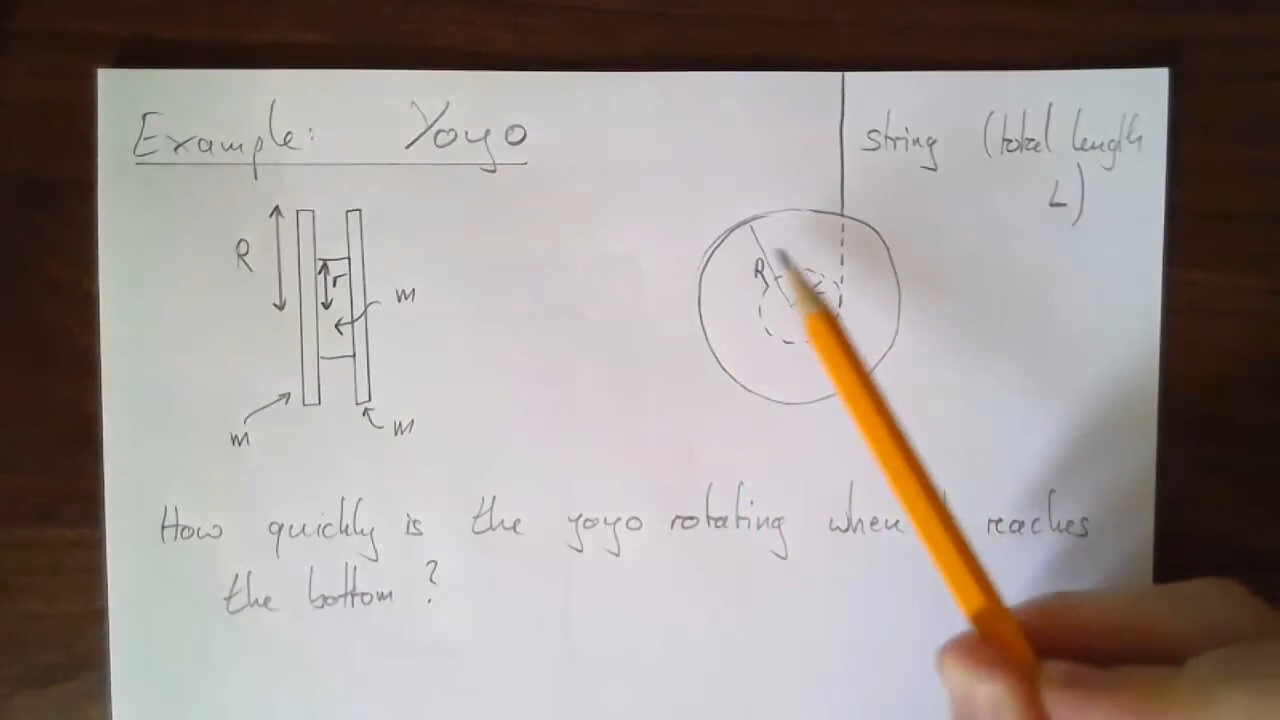 Example: Yoyo
string (total length
L)
R
r
m
R
m
m
How quickly is the yoyo rotating when reaches
the bottom?